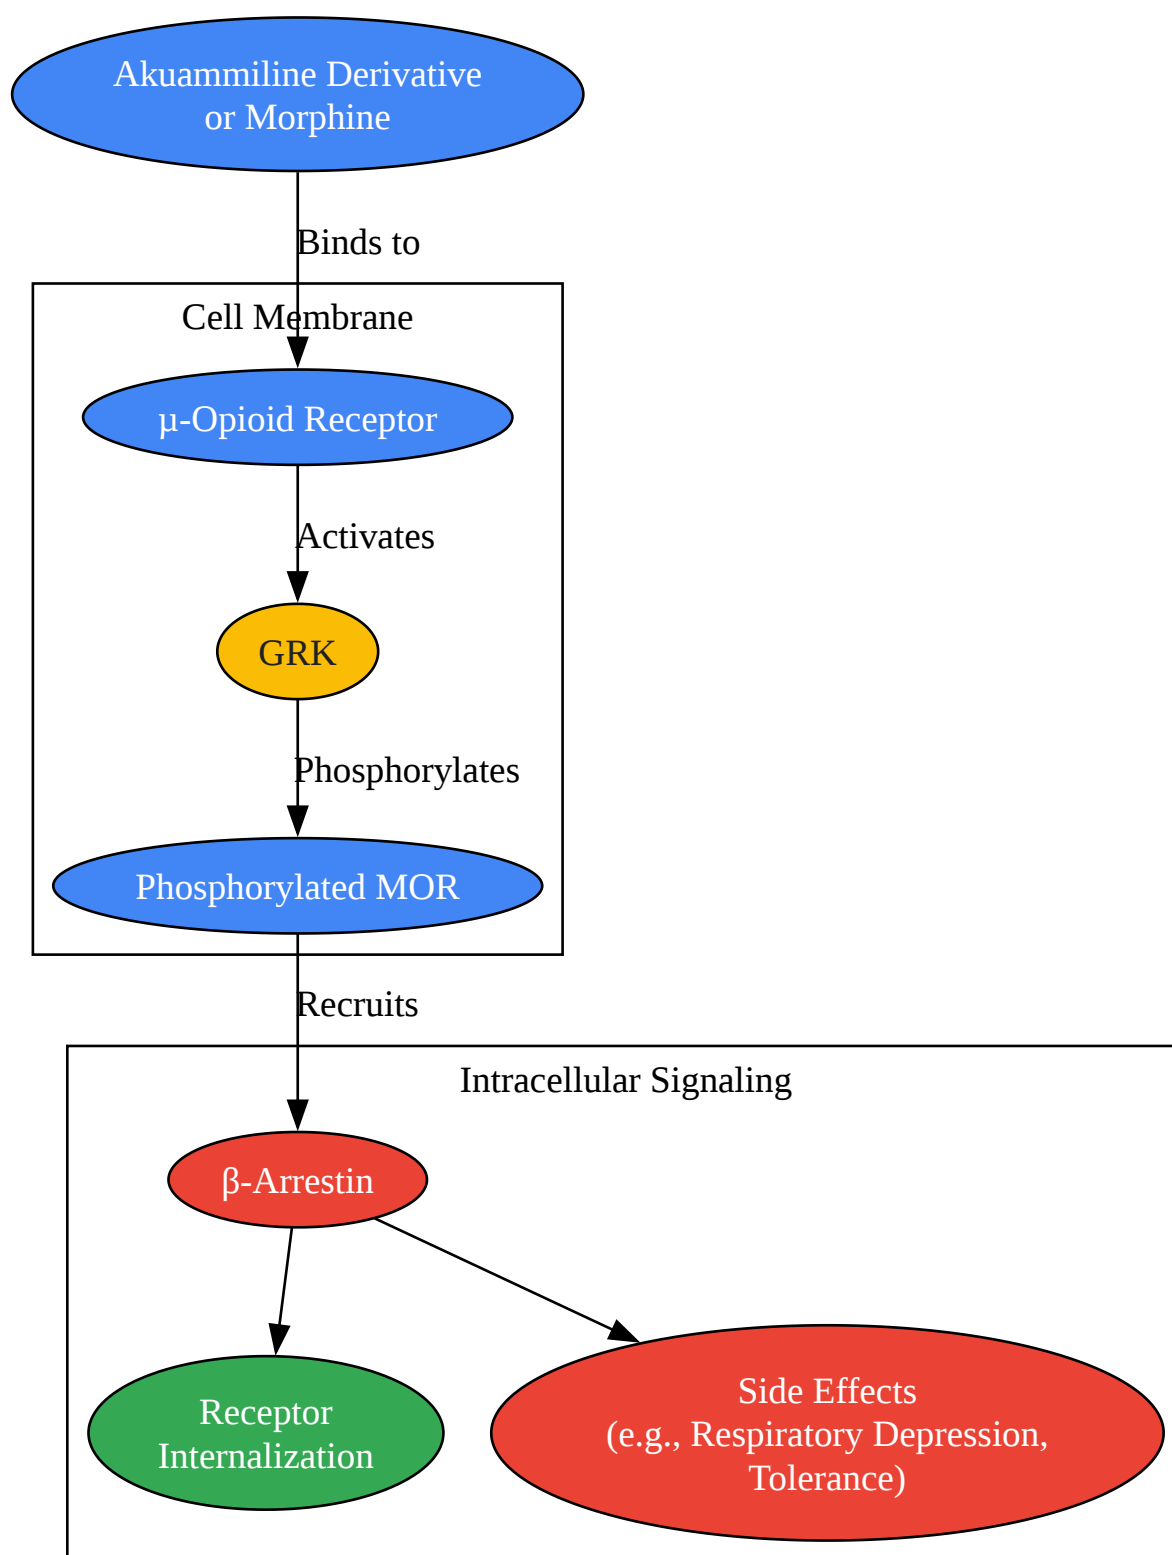 Akuammiline Derivative
or Morphine
Binds to
Cell Membrane
µ-Opioid Receptor
Activates
GRK
Phosphorylates
Phosphorylated MOR
Recruits
Intracellular Signaling
β-Arrestin
Receptor
Internalization
Side Effects
(e.g., Respiratory Depression,
Tolerance)